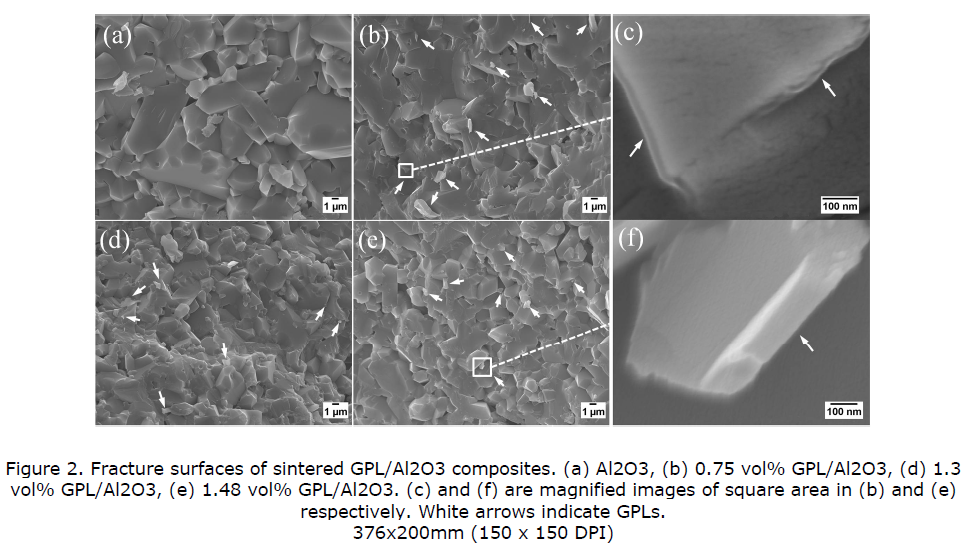 (a)
(b)
(c)
1 μm
1 μm
100 nm
(d)
(e)
(f)
1 μm
1 μm
100 nm
Figure 2. Fracture surfaces of sintered GPL/Al2O3 composites. (a) Al2O3, (b) 0.75 vol% GPL/Al2O3, (d) 1.3
vol% GPL/Al2O3, (e) 1.48 vol% GPL/Al2O3. (c) and (f) are magnified images of square area in (b) and (e)
respectively. White arrows indicate GPLs.
376x200mm (150 x 150 DPI)